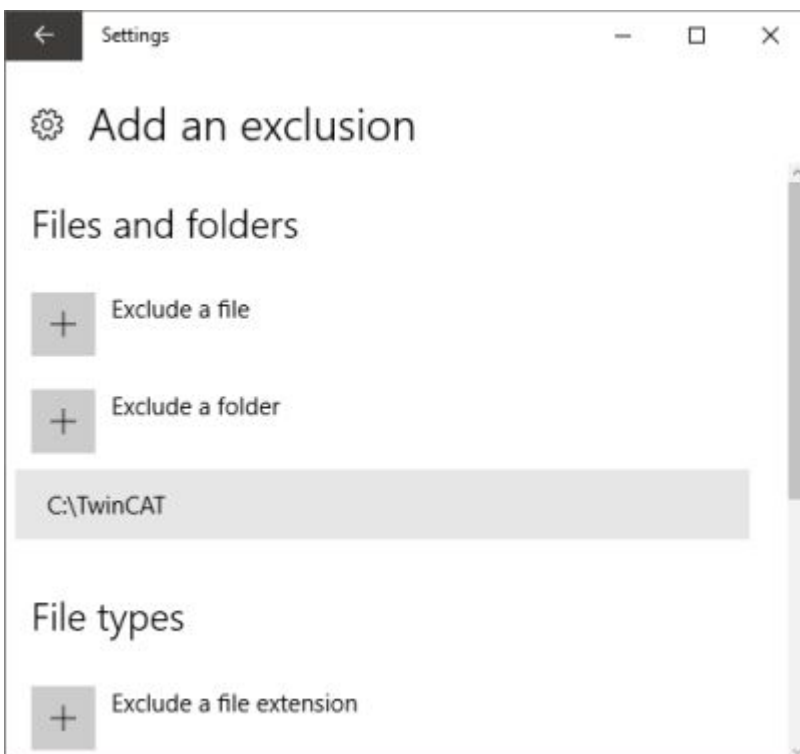 Settings
Add an exclusion
Files and folders
Exclude a file
Exclude a folder
C:\TwinCAT
File types
Exclude a file extension